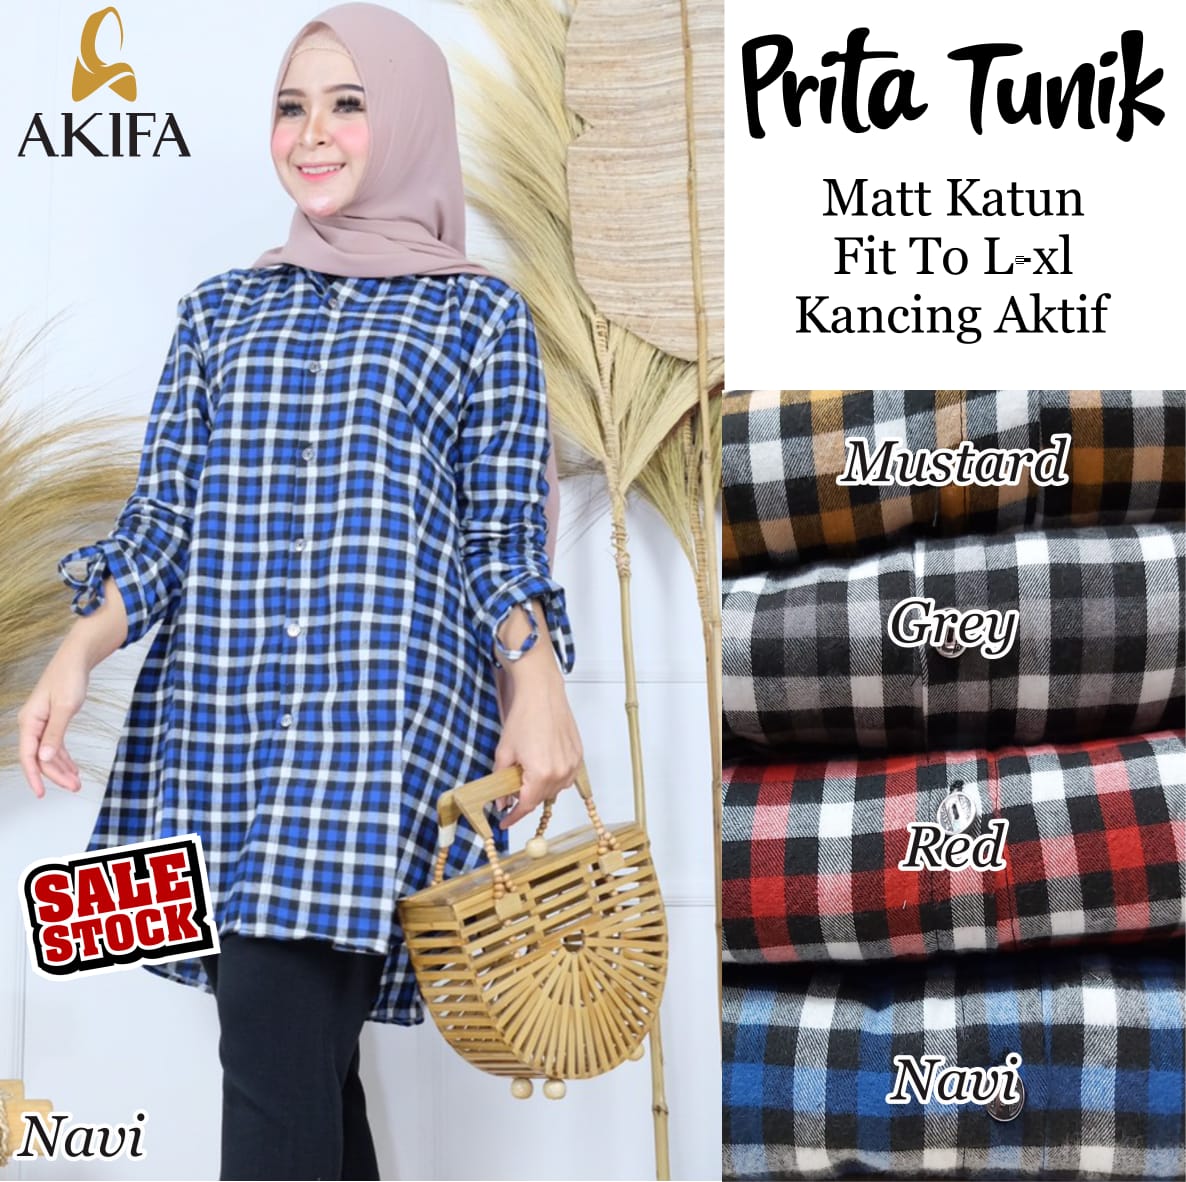 AKIFA
Prita Tunik
Matt Katun
Fit To L-xl
Kancing Aktif
Mustard
Grey
Red
Navi
SALE
STOCK
Navi